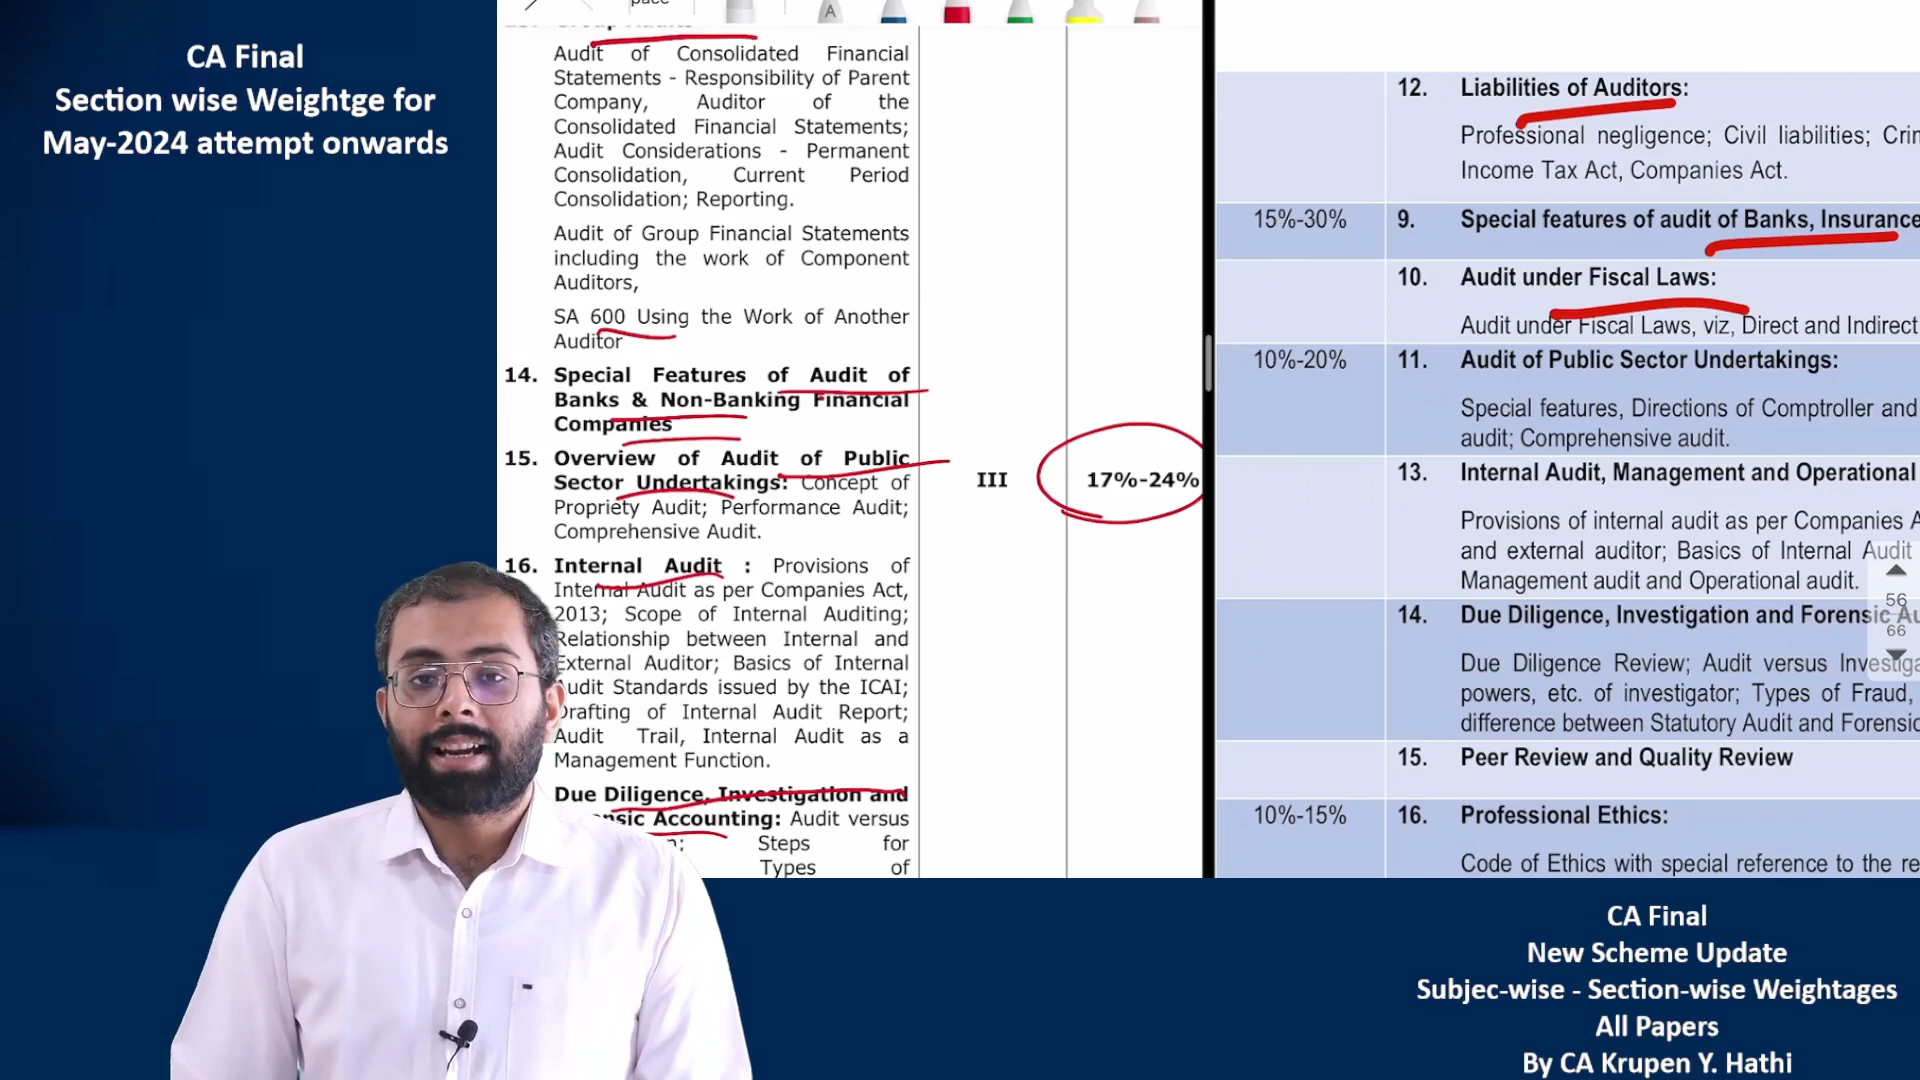 CA Final
Section wise Weightge for
May-2024 attempt onwards
pace
A
Audit of Consolidated Financial
Statements - Responsibility of Parent
Company, Auditor of the
Consolidated Financial Statements;
Audit Considerations - Permanent
Consolidation, Current Period
Consolidation; Reporting.
Audit of Group Financial Statements
including the work of Component
Auditors,
SA 600 Using the Work of Another
Auditor
14. Special Features of Audit of
Banks & Non-Banking Financial
Companies
15. Overview of Audit of Public
Sector Undertakings: Concept of
Propriety Audit; Performance Audit;
Comprehensive Audit.
III
17%-24%
16. Internal Audit : Provisions of
Internal Audit as per Companies Act,
2013; Scope of Internal Auditing;
Relationship between Internal and
External Auditor; Basics of Internal
Audit Standards issued by the ICAI;
Drafting of Internal Audit Report;
Audit Trail, Internal Audit as a
Management Function.
Due Diligence, Investigation and
Accounting: Audit versus
Steps for
Types of
12. Liabilities of Auditors:
Professional negligence; Civil liabilities;
Income Tax Act, Companies Act.
15%-30% 9. Special features of audit of Banks, Insurance
10. Audit under Fiscal Laws:
Audit under Fiscal Laws, viz, Direct and Indirect
10%-20% 11. Audit of Public Sector Undertakings:
Special features, Directions of Comptroller and
audit; Comprehensive audit.
13. Internal Audit, Management and Operational
Provisions of internal audit as per Companies A
and external auditor; Basics of Internal Audit
Management audit and Operational audit.
14. Due Diligence, Investigation and Forensic Au
Due Diligence Review; Audit versus Investiga
powers, etc. of investigator; Types of Fraud,
difference between Statutory Audit and Forensic
56
66
15. Peer Review and Quality Review
10%-15% 16. Professional Ethics:
Code of Ethics with special reference to the re
CA Final
New Scheme Update
Subjec-wise - Section-wise Weightages
All Papers
By CA Krupen Y. Hathi